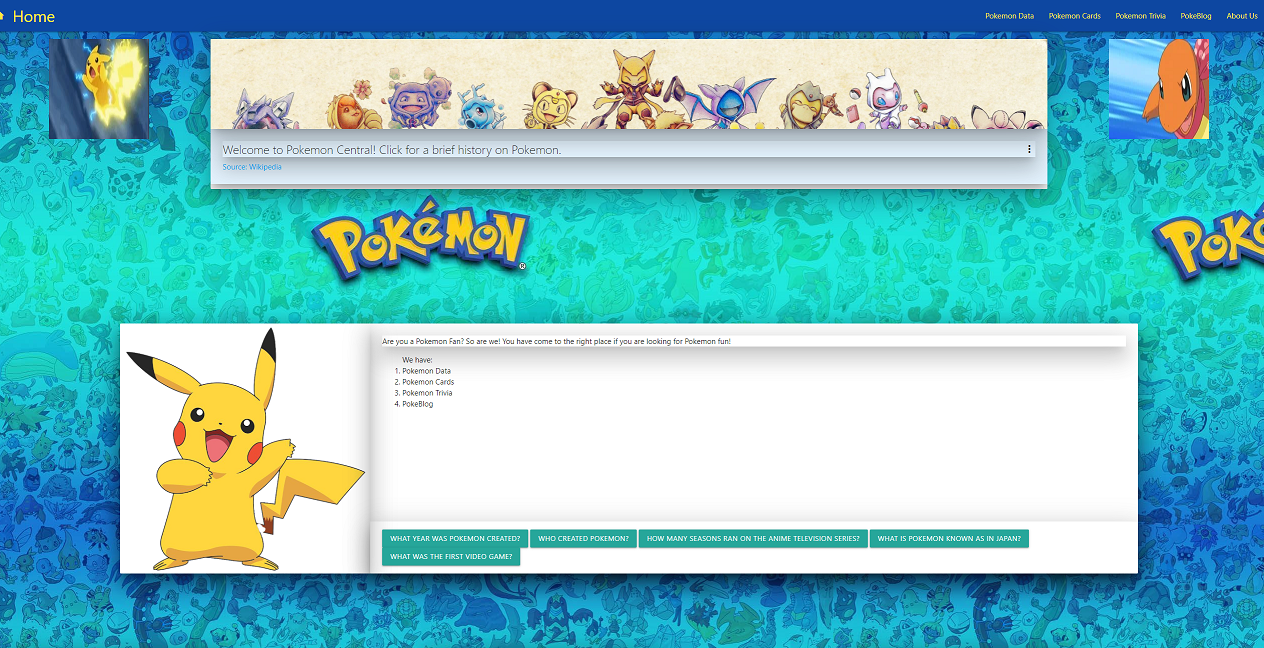 Home
Pokemon Data
Pokemon Cards
Pokemon Trivia
PokeBlog
About Us
Welcome to Pokemon Central! Click for a brief history on Pokemon.
Source: Wikipedia
POKéMON ®
POK
Are you a Pokemon Fan? So are we! You have come to the right place if you are looking for Pokemon fun!
We have:
1. Pokemon Data
2. Pokemon Cards
3. Pokemon Trivia
4. PokeBlog
WHAT YEAR WAS POKEMON CREATED?
WHO CREATED POKEMON?
HOW MANY SEASONS RAN ON THE ANIME TELEVISION SERIES?
WHAT IS POKEMON KNOWN AS IN JAPAN?
WHAT WAS THE FIRST VIDEO GAME?